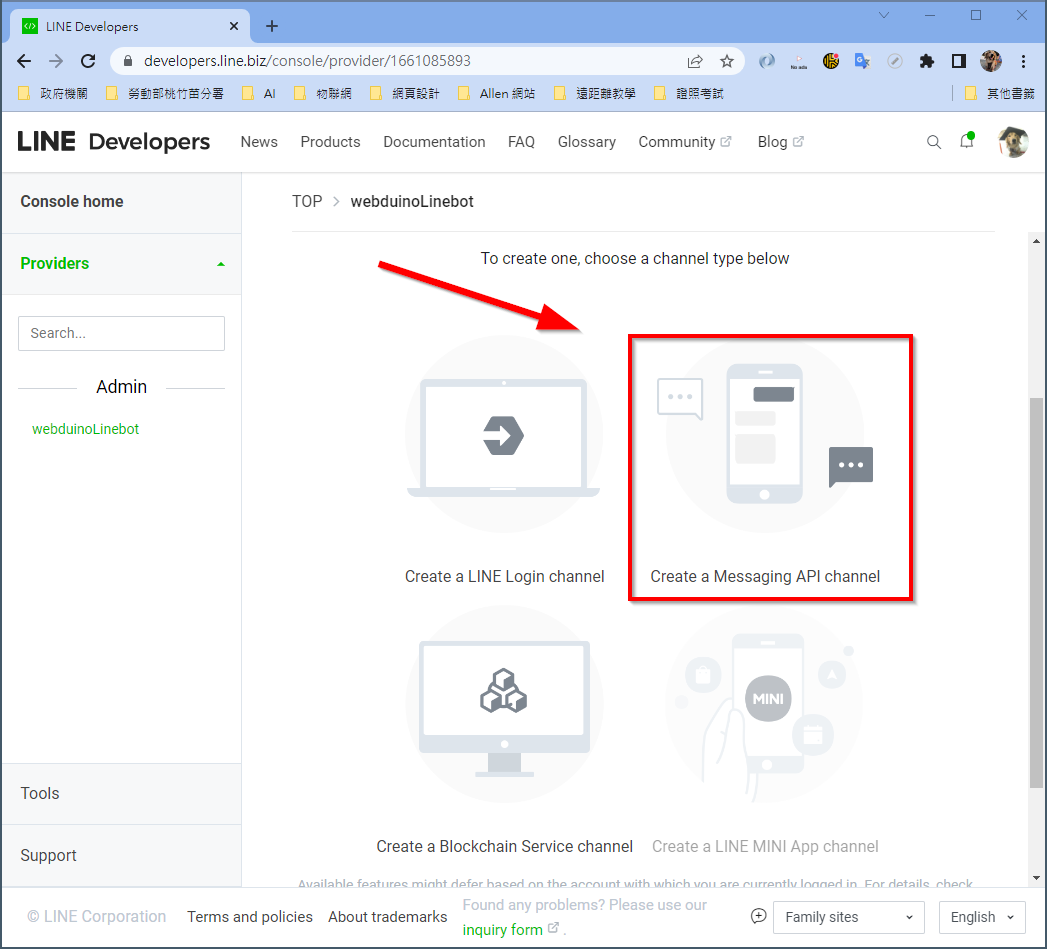 LINE Developers
developers.line.biz/console/provider/1661085893
No ads
政府機關 勞動部桃竹苗分署 AI 物聯網 網頁設計 Allen 網站 遠距離教學 證照考試 其他書籤
LINE Developers News Products Documentation FAQ Glossary Community Blog
Console home
Providers
Search...
Admin
webduinoLinebot
Tools
Support
TOP > webduinoLinebot
To create one, choose a channel type below
Create a LINE Login channel
Create a Messaging API channel
MINI
Create a Blockchain Service channel
Create a LINE MINI App channel
Available features might defer based on the account with which you are currently logged in. For details, check
© LINE Corporation Terms and policies About trademarks
Found any problems? Please use our
inquiry form .
Family sites
English